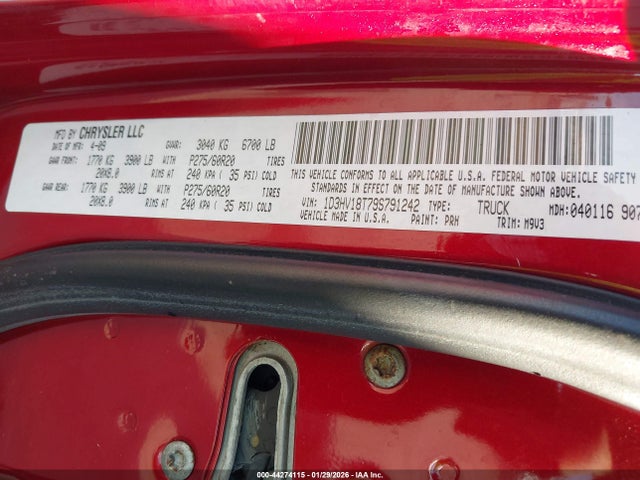 MFD BY CHRYSLER LLC
DATE OF MFR: 4-09 GVWR: 3040 KG 6700 LB
GAWR FRONT: 1770 KG 3900 LB WITH P275/60R20 TIRES
20X8.0 RIMS AT 240 KPA ( 35 PSI) COLD
GAWR REAR: 1770 KG 3900 LB WITH P275/60R20 TIRES
20X8.0 RIMS AT 240 KPA ( 35 PSI) COLD
THIS VEHICLE CONFORMS TO ALL APPLICABLE U.S.A. FEDERAL MOTOR VEHICLE SAFETY
STANDARDS IN EFFECT ON THE DATE OF MANUFACTURE SHOWN ABOVE.
VIN: 1D3HV18T79S791242 TYPE: TRUCK MDH: 040116 907
VEHICLE MADE IN U.S.A. PAINT: PRH TRIM: M9V3
000-44274115 - 01/29/2026 - IAA Inc.